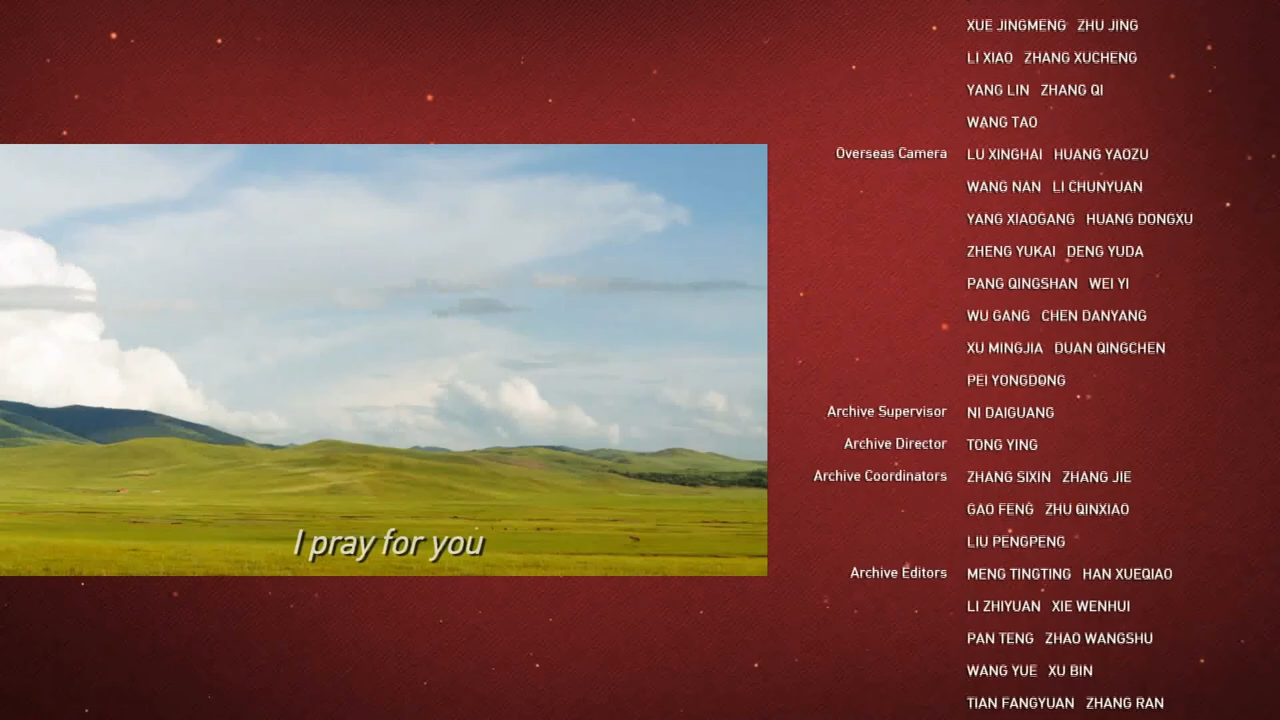 XUE JINGMENG ZHU JING
LI XIAO ZHANG XUCHENG
YANG LIN ZHANG QI
WANG TAO
Overseas Camera LU XINGHAI HUANG YAOZU
WANG NAN LI CHUNYUAN
YANG XIAOGANG HUANG DONGXU
ZHENG YUKAI DENG YUDA
PANG QINGSHAN WEI YI
WU GANG CHEN DANYANG
XU MINGJIA DUAN QINGCHEN
PEI YONGDONG
Archive Supervisor NI DAIGUANG
Archive Director TONG YING
Archive Coordinators ZHANG SIXIN ZHANG JIE
GAO FENG ZHU QINXIAO
LIU PENGPENG
Archive Editors MENG TINGTING HAN XUEQIAO
LI ZHIYUAN XIE WENHUI
PAN TENG ZHAO WANGSHU
WANG YUE XU BIN
TIAN FANGYUAN ZHANG RAN
I pray for you